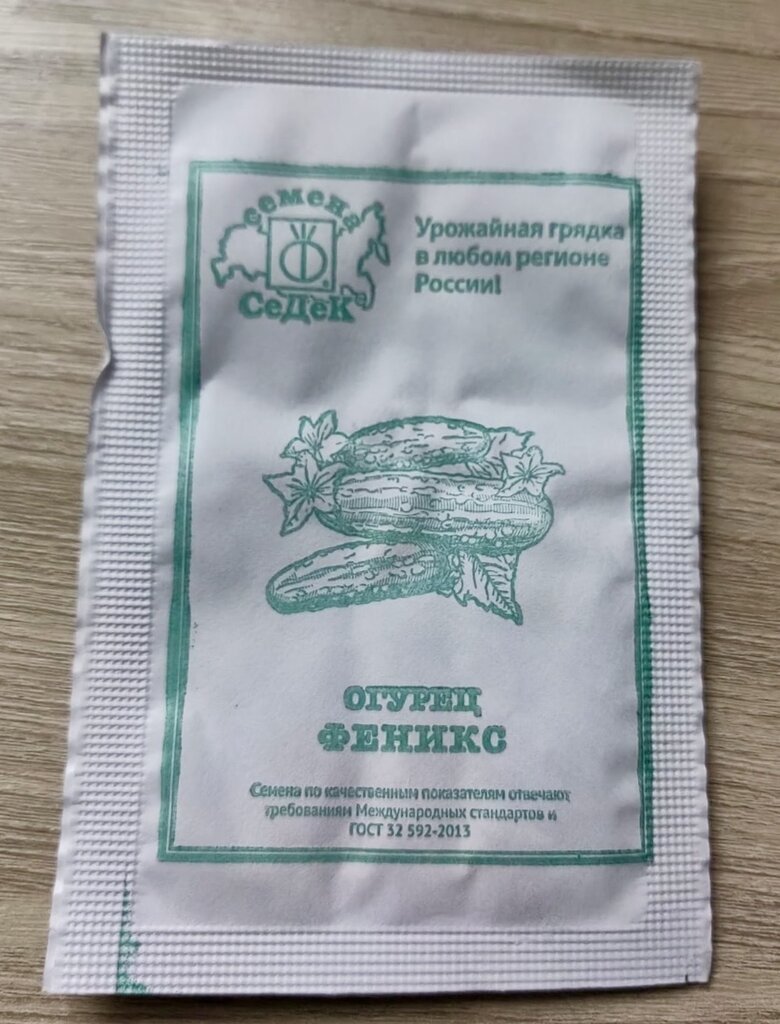 семена
СеДеК®
Урожайная грядка
в любом регионе
России!
ОГУРЕЦ
ФЕНИКС
Семена по качественным показателям отвечают
требованиям Международных стандартов и
ГОСТ 32 592-2013